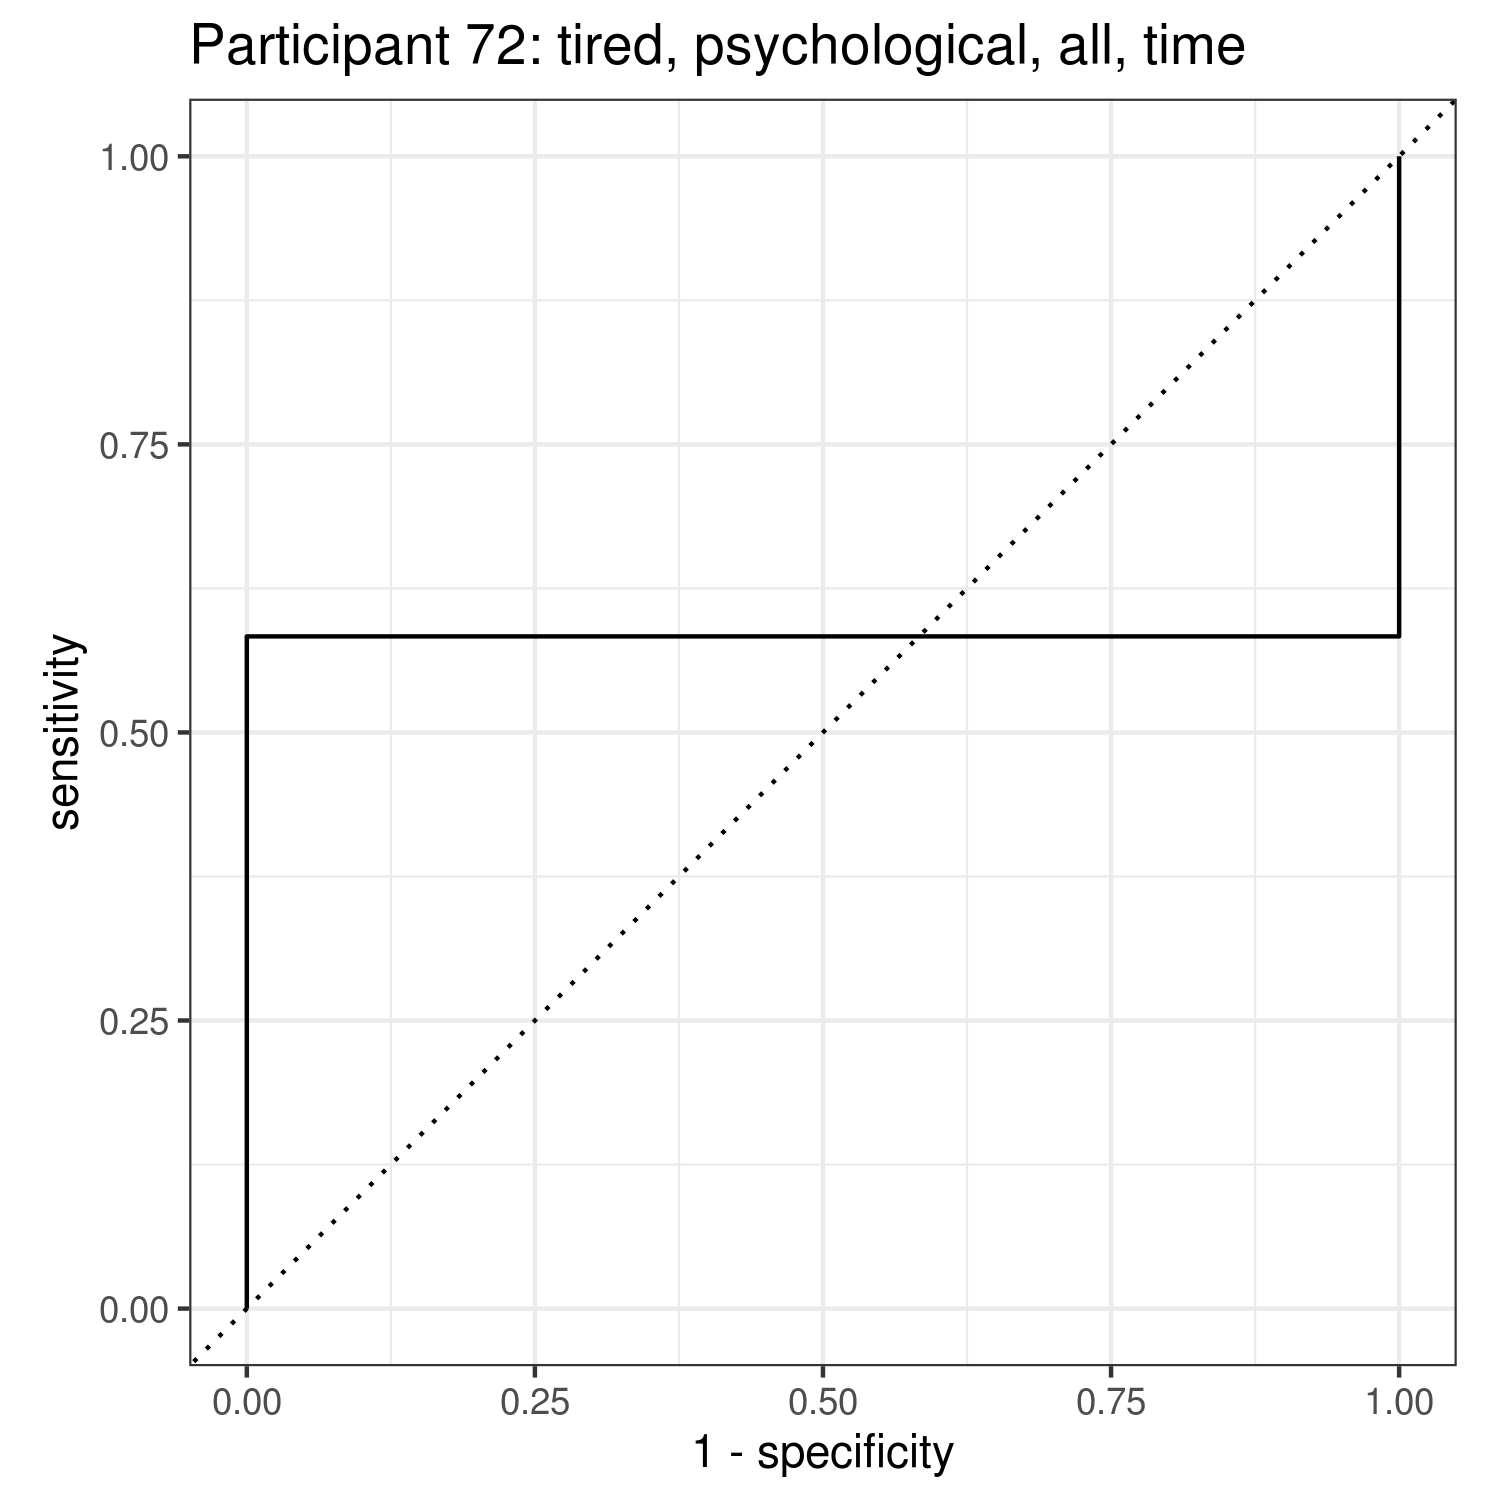 Participant 72: tired, psychological, all, time
1.00
0.75
0.50
0.25
0.00
sensitivity
0.00 0.25 0.50 0.75 1.00
1 - specificity